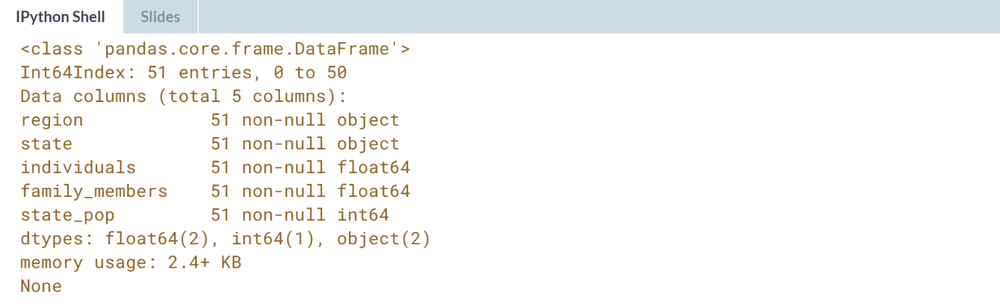 IPython Shell Slides
<class 'pandas.core.frame.DataFrame'>
Int64Index: 51 entries, 0 to 50
Data columns (total 5 columns):
region            51 non-null object
state             51 non-null object
individuals       51 non-null float64
family_members    51 non-null float64
state_pop         51 non-null int64
dtypes: float64(2), int64(1), object(2)
memory usage: 2.4+ KB
None